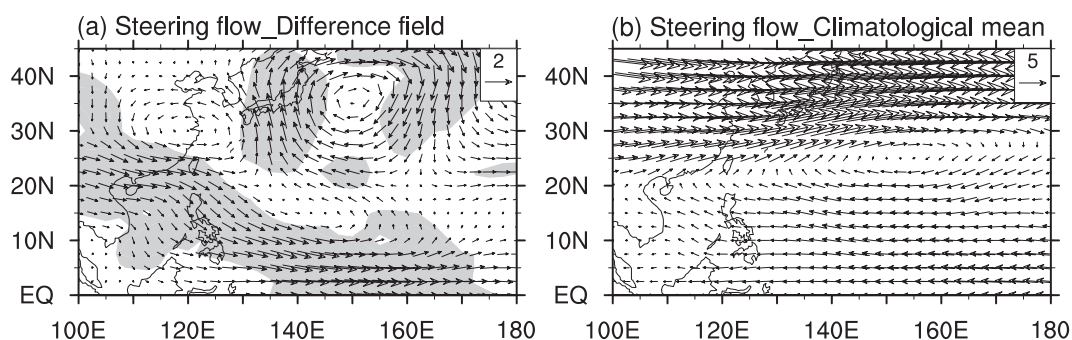 (a) Steering flow_Difference field
2
40N
30N
20N
10N
EQ
100E 120E 140E 160E 180
(b) Steering flow_Climatological mean
5
40N
30N
20N
10N
EQ
100E 120E 140E 160E 180